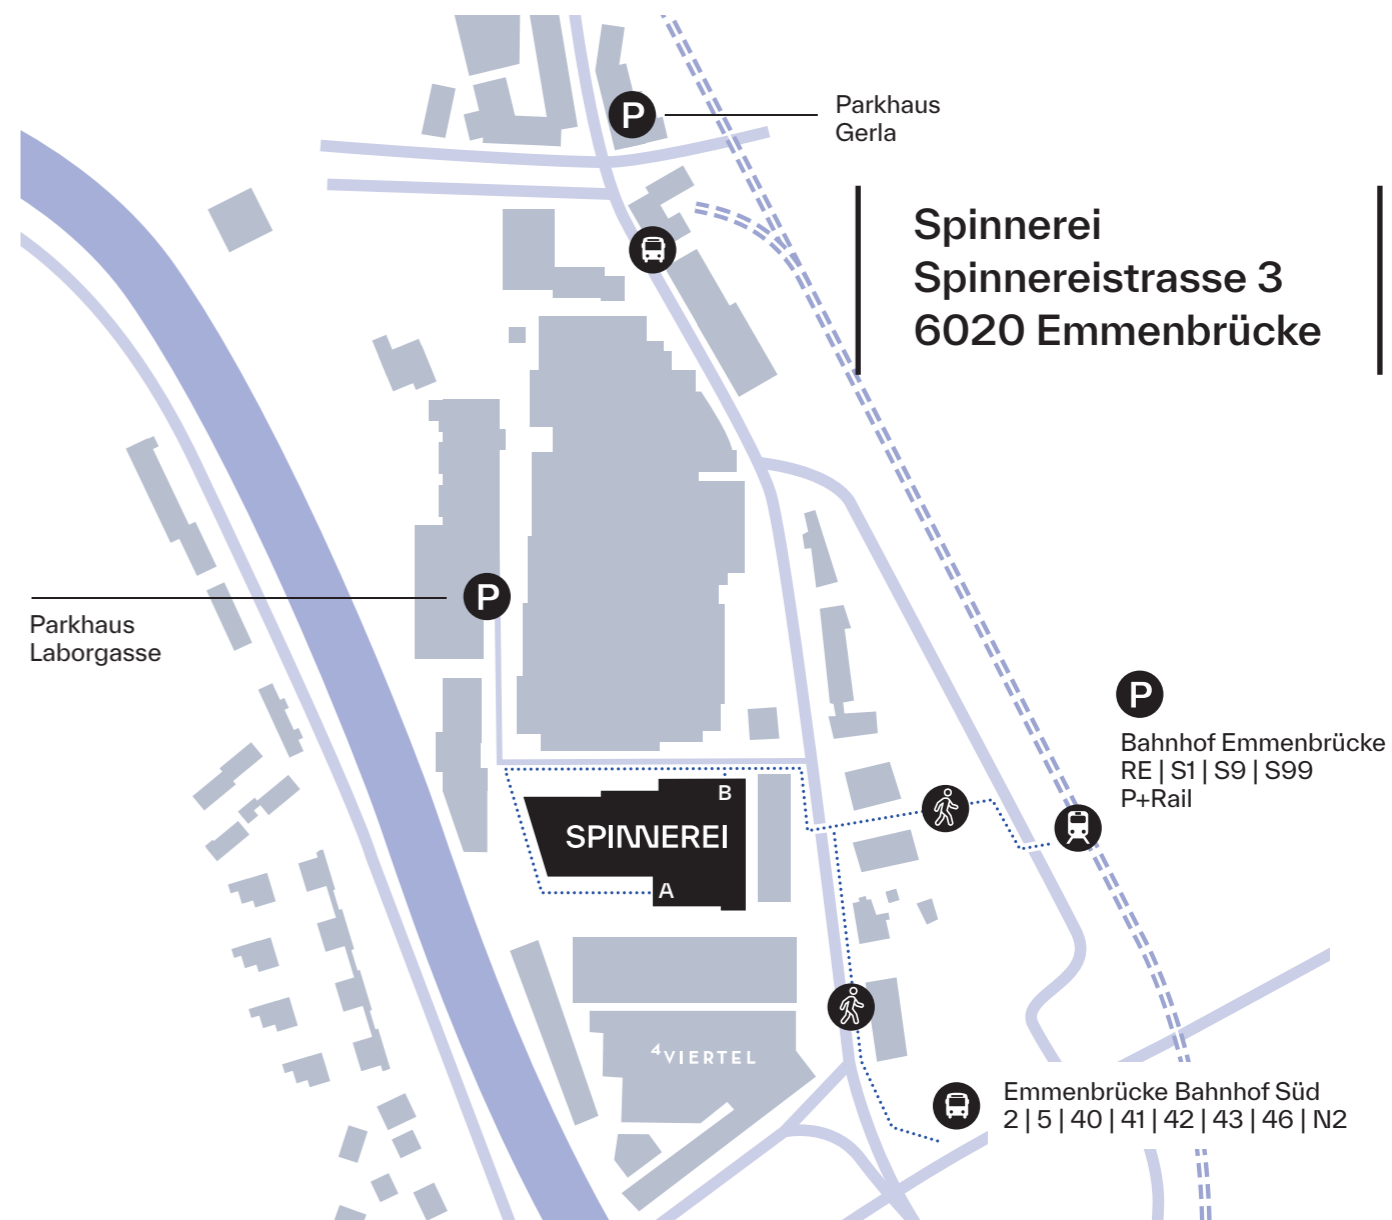 P
Parkhaus
Gerla
Spinnerei
Spinnereistrasse 3
6020 Emmenbrücke
P
Parkhaus
Laborgasse
P
Bahnhof Emmenbrücke
RE | S1 | S9 | S99
P+Rail
B
SPINNEREI
A
4VIERTEL
Emmenbrücke Bahnhof Süd
2 | 5 | 40 | 41 | 42 | 43 | 46 | N2